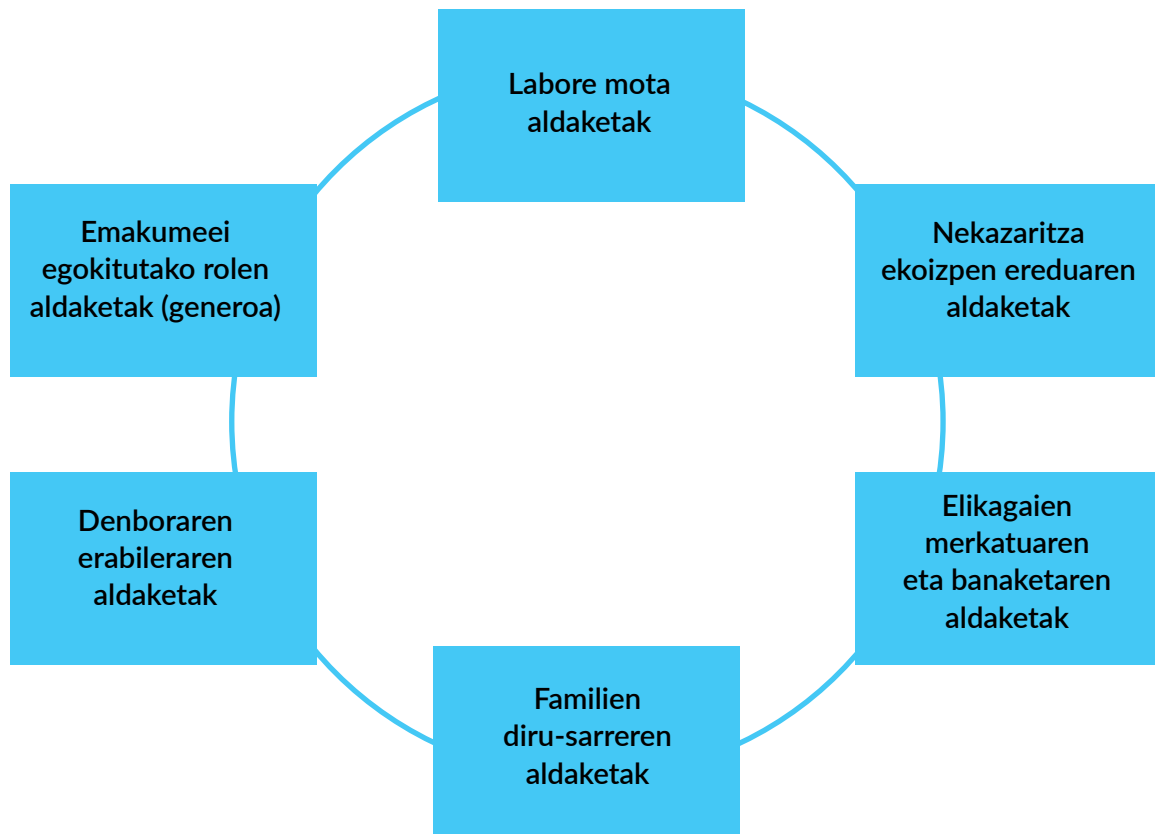 Labore mota
aldaketak
Nekazaritza
ekoizpen ereduaren
aldaketak
Elikagaien
merkatuaren
eta banaketaren
aldaketak
Familien
diru-sarreren
aldaketak
Denboraren
erabileraren
aldaketak
Emakumeei
egokitutako rolen
aldaketak (generoa)